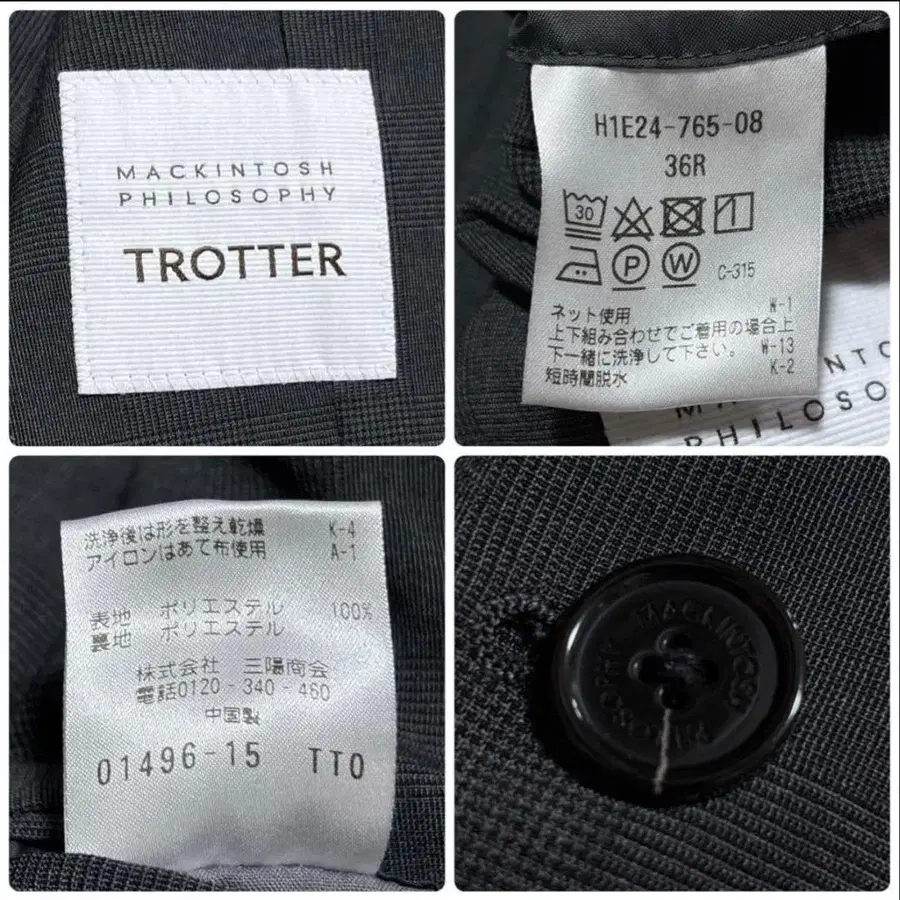 MACKINTOSH
PHILOSOPHY
TROTTER
H1E24-765-08
36R
30
P W C-315
ネット使用 W-1
上下組み合わせでご着用の場合上
下一緒に洗浄して下さい。 W-13
短時間脱水 K-2
MACKINTO
PHILOSO
洗浄後は形を整え乾燥 K-4
アイロンはあて布使用 A-1
表地 ポリエステル 100%
裏地 ポリエステル
株式会社 三陽商会
電話0120-340-460
中国製
01496-15 TTO
MACKINTOSH
PHILOSOPHY